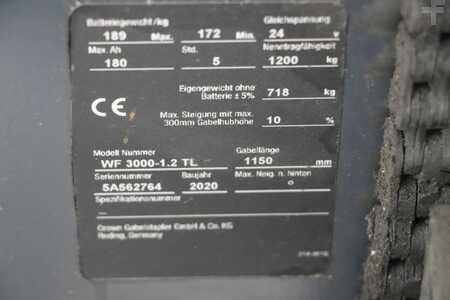 Batteriegewicht / kg Gleichspannung
189 Max. 172 Min. 24 v
Max. Ah Std. Nenntragfähigkeit
180 5 1200 kg
Eigengewicht ohne
Batterie ± 5% 718 kg
CE
Max. Steigung mit max.
300mm Gabelhubhöhe 10 %
Modell Nummer Gabellänge
WF 3000-1.2 TL 1150 mm
Seriennummer Baujahr Max. Neig. n. hinten
5A562764 2020 °
Spezifikationsnummer
Crown Gabelstapler GmbH & Co. KG
Roding, Germany